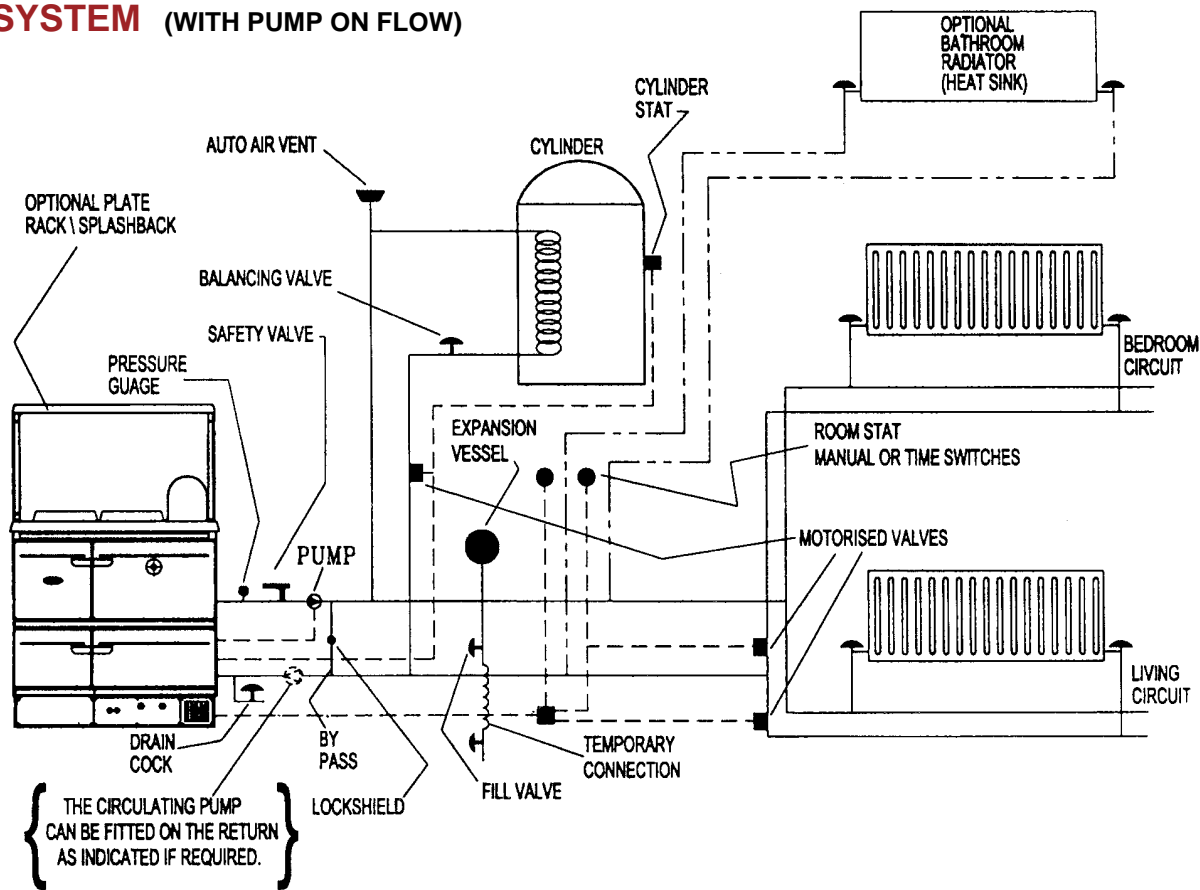 SYSTEM (WITH PUMP ON FLOW)
OPTIONAL
BATHROOM
RADIATOR
(HEAT SINK)
CYLINDER
STAT
AUTO AIR VENT
CYLINDER
OPTIONAL PLATE
RACK \ SPLASHBACK
BALANCING VALVE
SAFETY VALVE
PRESSURE
GUAGE
BEDROOM
CIRCUIT
EXPANSION
VESSEL
ROOM STAT
MANUAL OR TIME SWITCHES
PUMP
MOTORISED VALVES
LIVING
CIRCUIT
DRAIN
COCK
BY
PASS
TEMPORARY
CONNECTION
FILL VALVE
LOCKSHIELD
THE CIRCULATING PUMP
CAN BE FITTED ON THE RETURN
AS INDICATED IF REQUIRED.